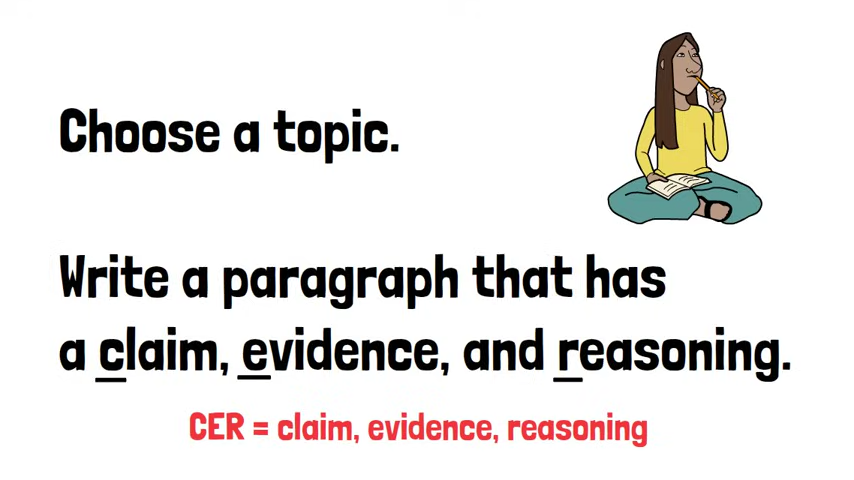 Choose a topic.
Write a paragraph that has
a claim, evidence, and reasoning.
CER = claim, evidence, reasoning